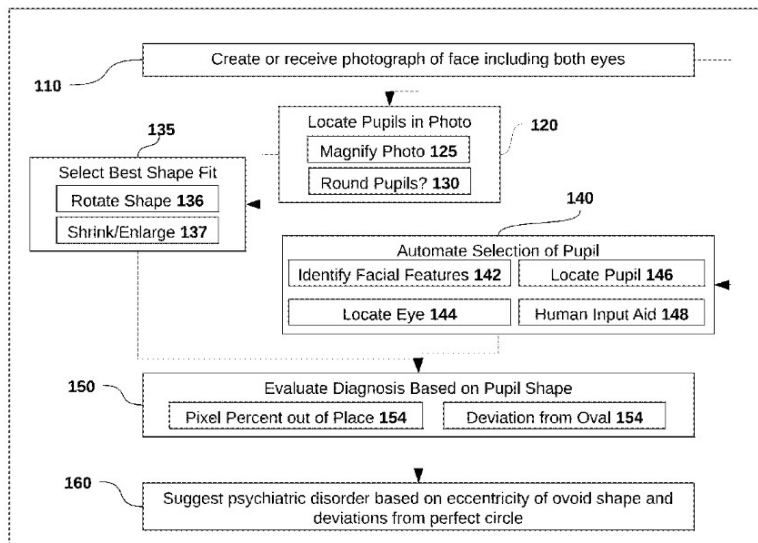 Create or receive photograph of face including both eyes
110
Locate Pupils in Photo
120
Magnify Photo 125
Round Pupils? 130
135
Select Best Shape Fit
Rotate Shape 136
Shrink/Enlarge 137
140
Automate Selection of Pupil
Identify Facial Features 142
Locate Pupil 146
Locate Eye 144
Human Input Aid 148
150
Evaluate Diagnosis Based on Pupil Shape
Pixel Percent out of Place 154
Deviation from Oval 154
160
Suggest psychiatric disorder based on eccentricity of ovoid shape and
deviations from perfect circle